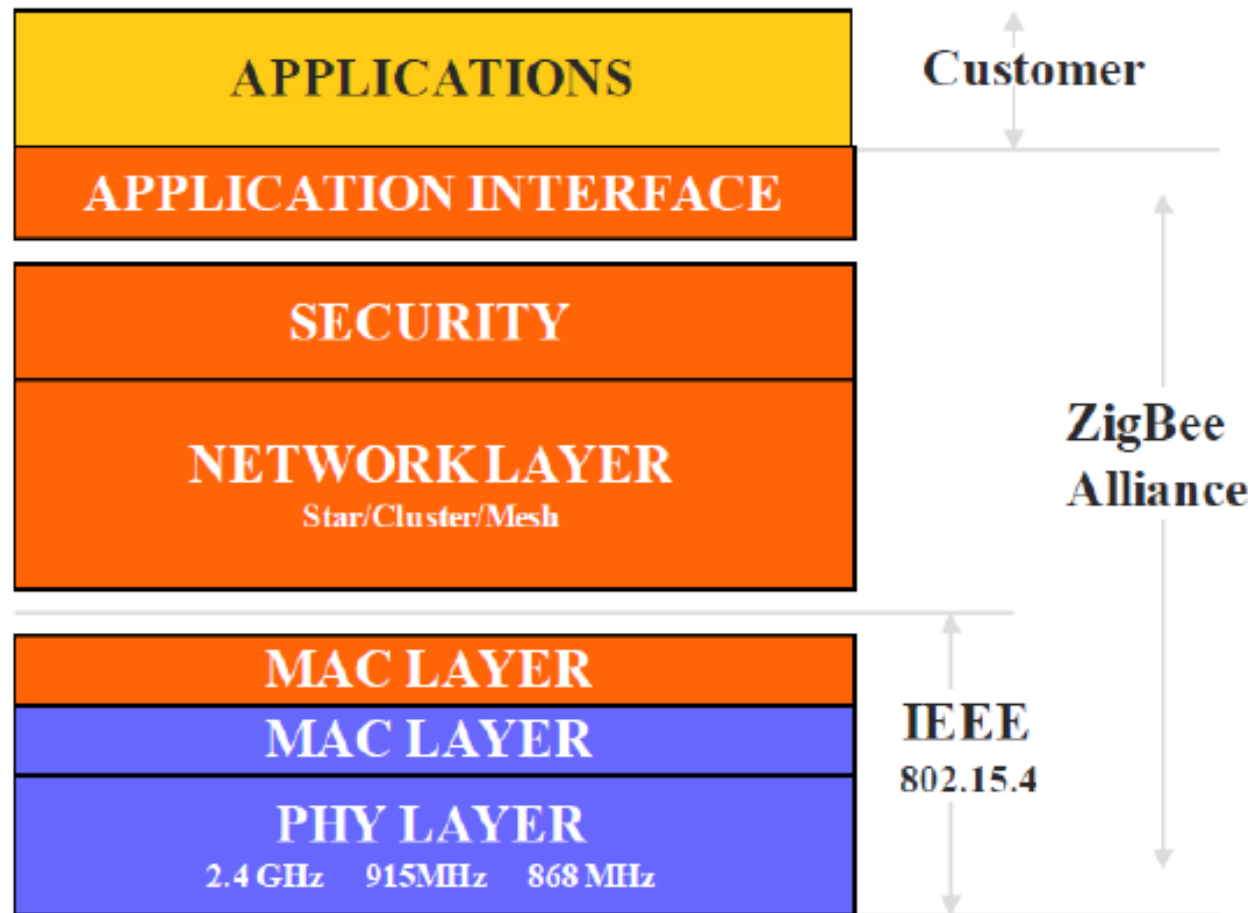 APPLICATIONS
Customer
APPLICATION INTERFACE
SECURITY
NETWORK LAYER
Star/Cluster/Mesh
ZigBee
Alliance
MAC LAYER
MAC LAYER
IEEE
802.15.4
PHY LAYER
2.4 GHz 915MHz 868 MHz